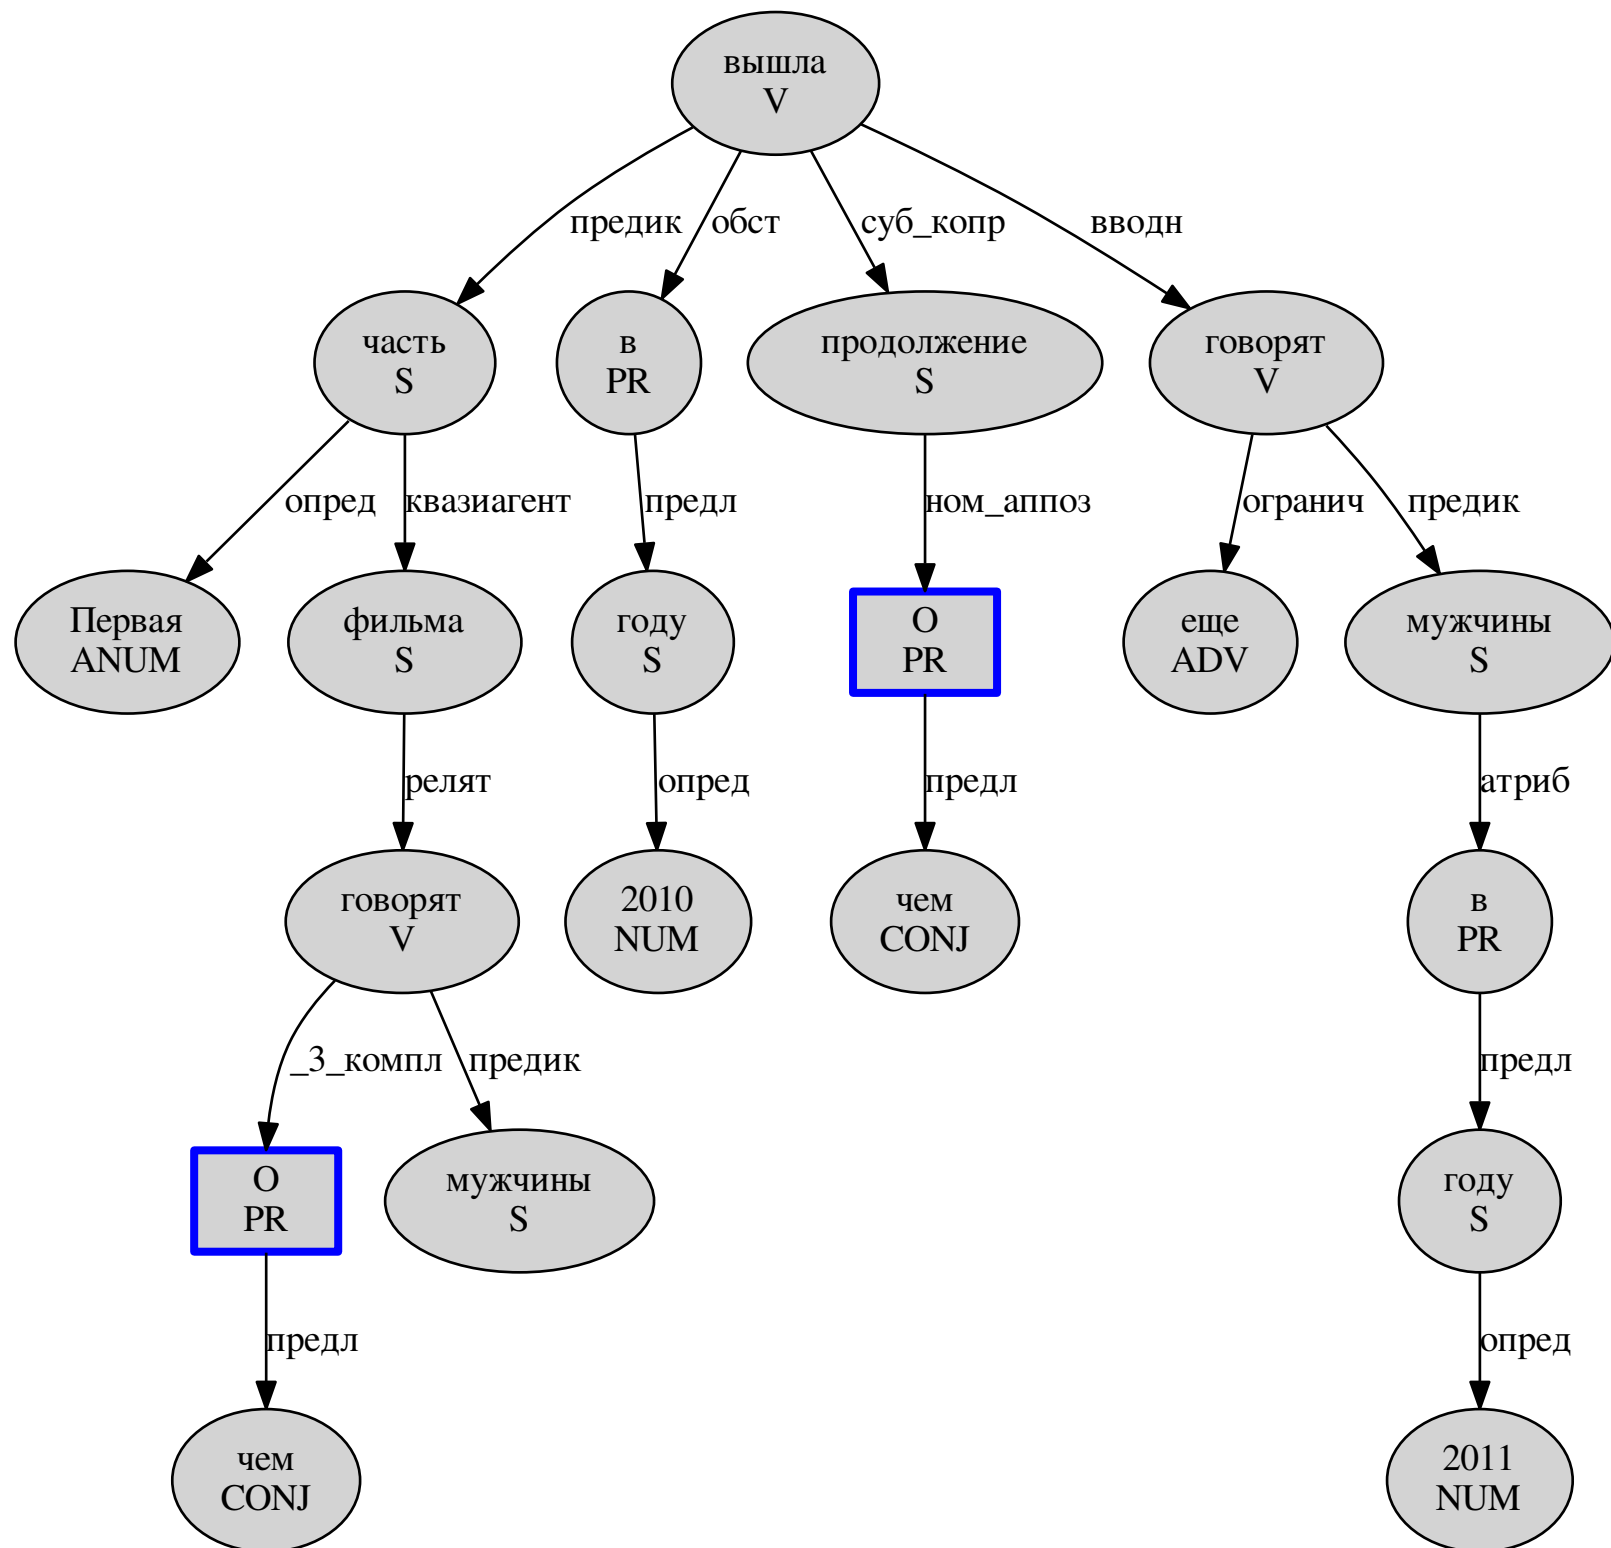 вышла
V
предик
обст
суб_копр
вводн
часть
S
в
PR
продолжение
S
говорят
V
опред
квазиагент
предл
ном_аппоз
огранич
предик
Первая
ANUM
фильма
S
году
S
О
PR
еще
ADV
мужчины
S
релят
опред
предл
атриб
говорят
V
2010
NUM
чем
CONJ
в
PR
_3_компл
предик
предл
О
PR
мужчины
S
году
S
предл
опред
чем
CONJ
2011
NUM